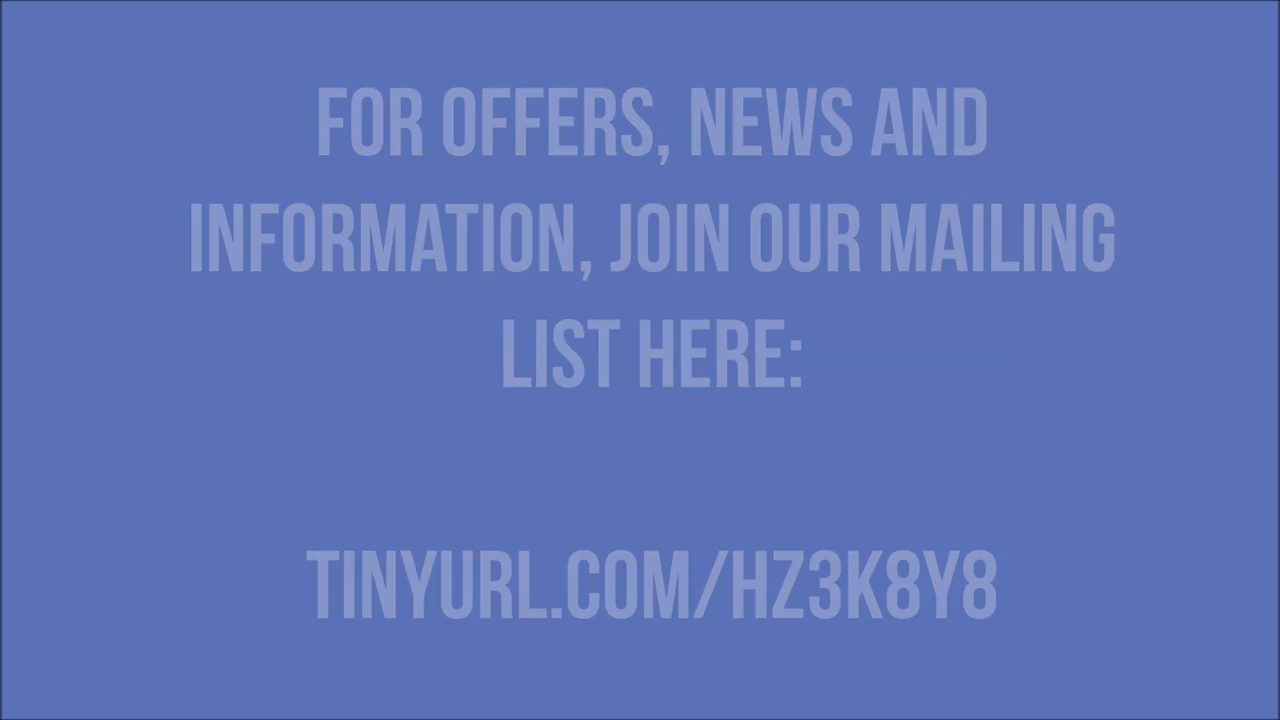 FOR OFFERS, NEWS AND
INFORMATION, JOIN OUR MAILING
LIST HERE:
TINYURL.COM/HZ3K8Y8